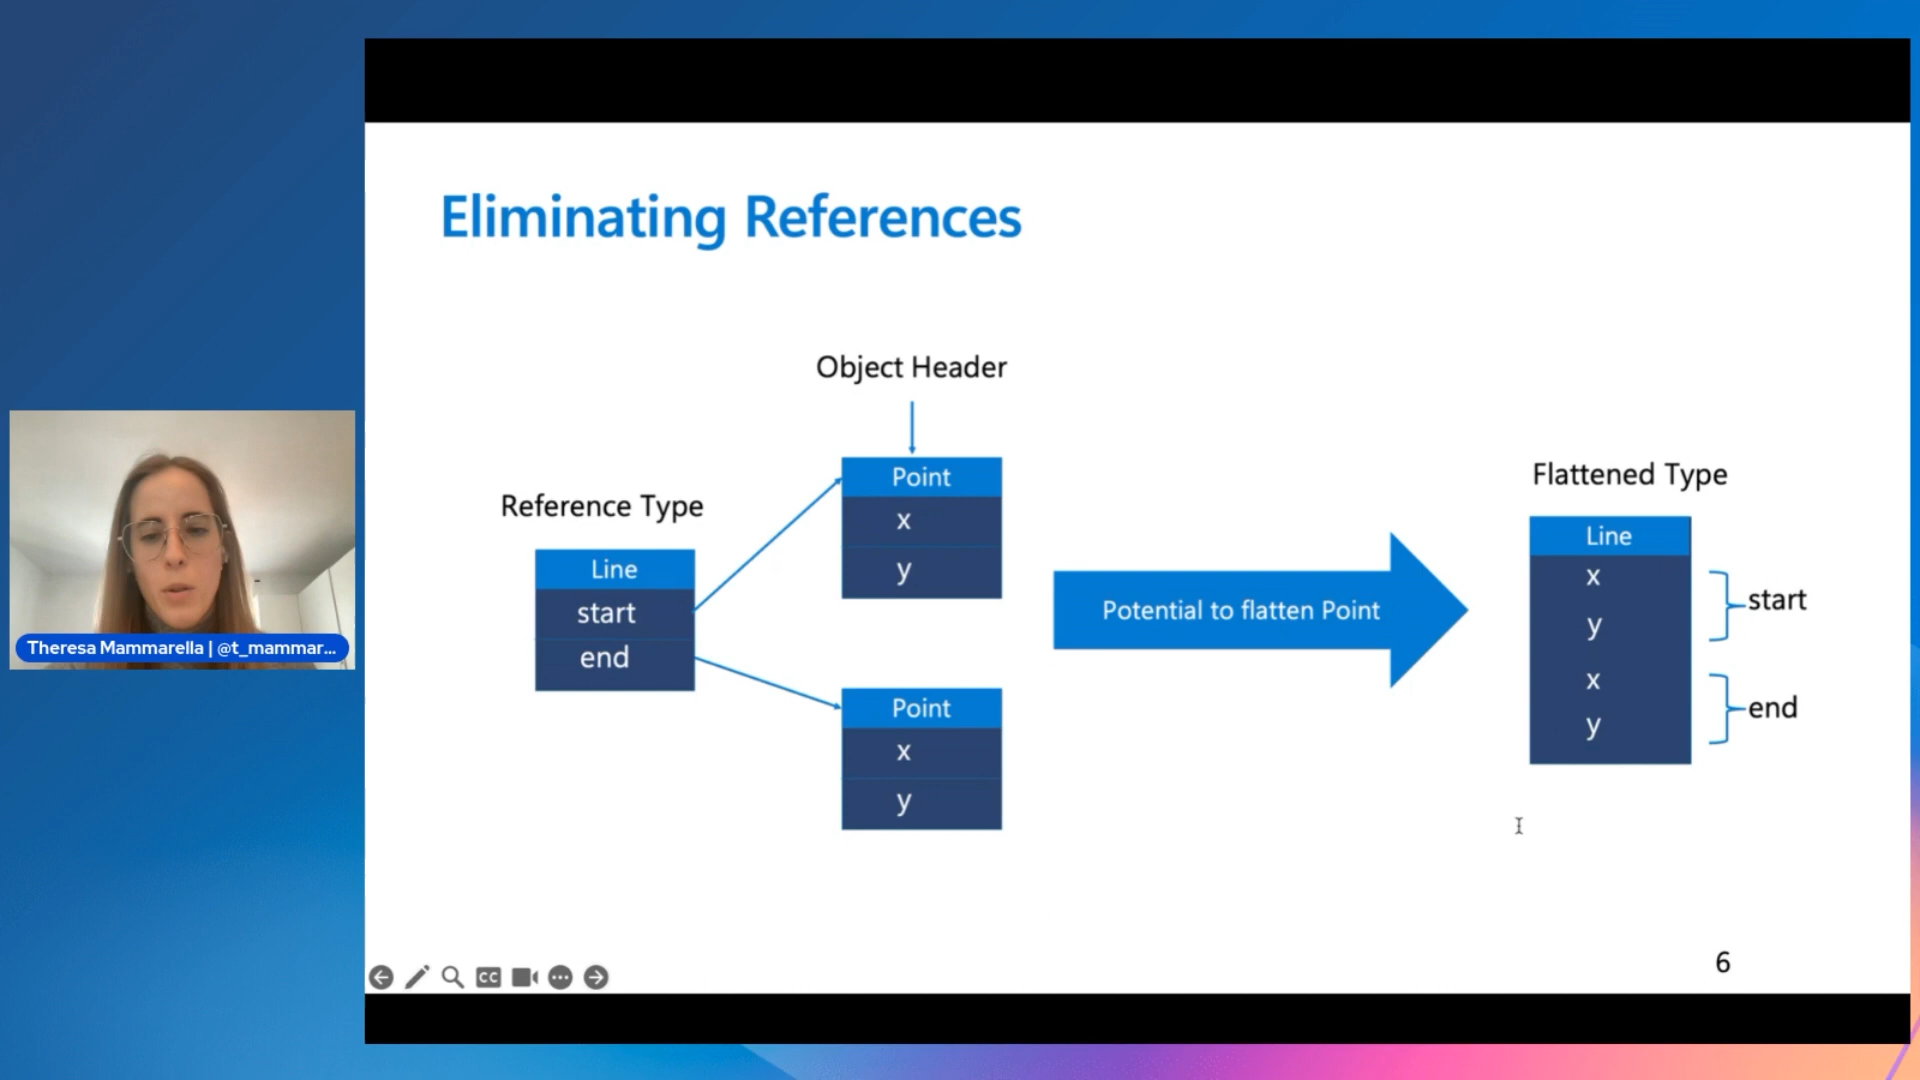 Eliminating References
Object Header
Point
x
y
Reference Type
Line
start
end
Point
x
y
Potential to flatten Point
Flattened Type
Line
x
y
x
y
start
end
Theresa Mammarella | @t_mammar...
CC
6